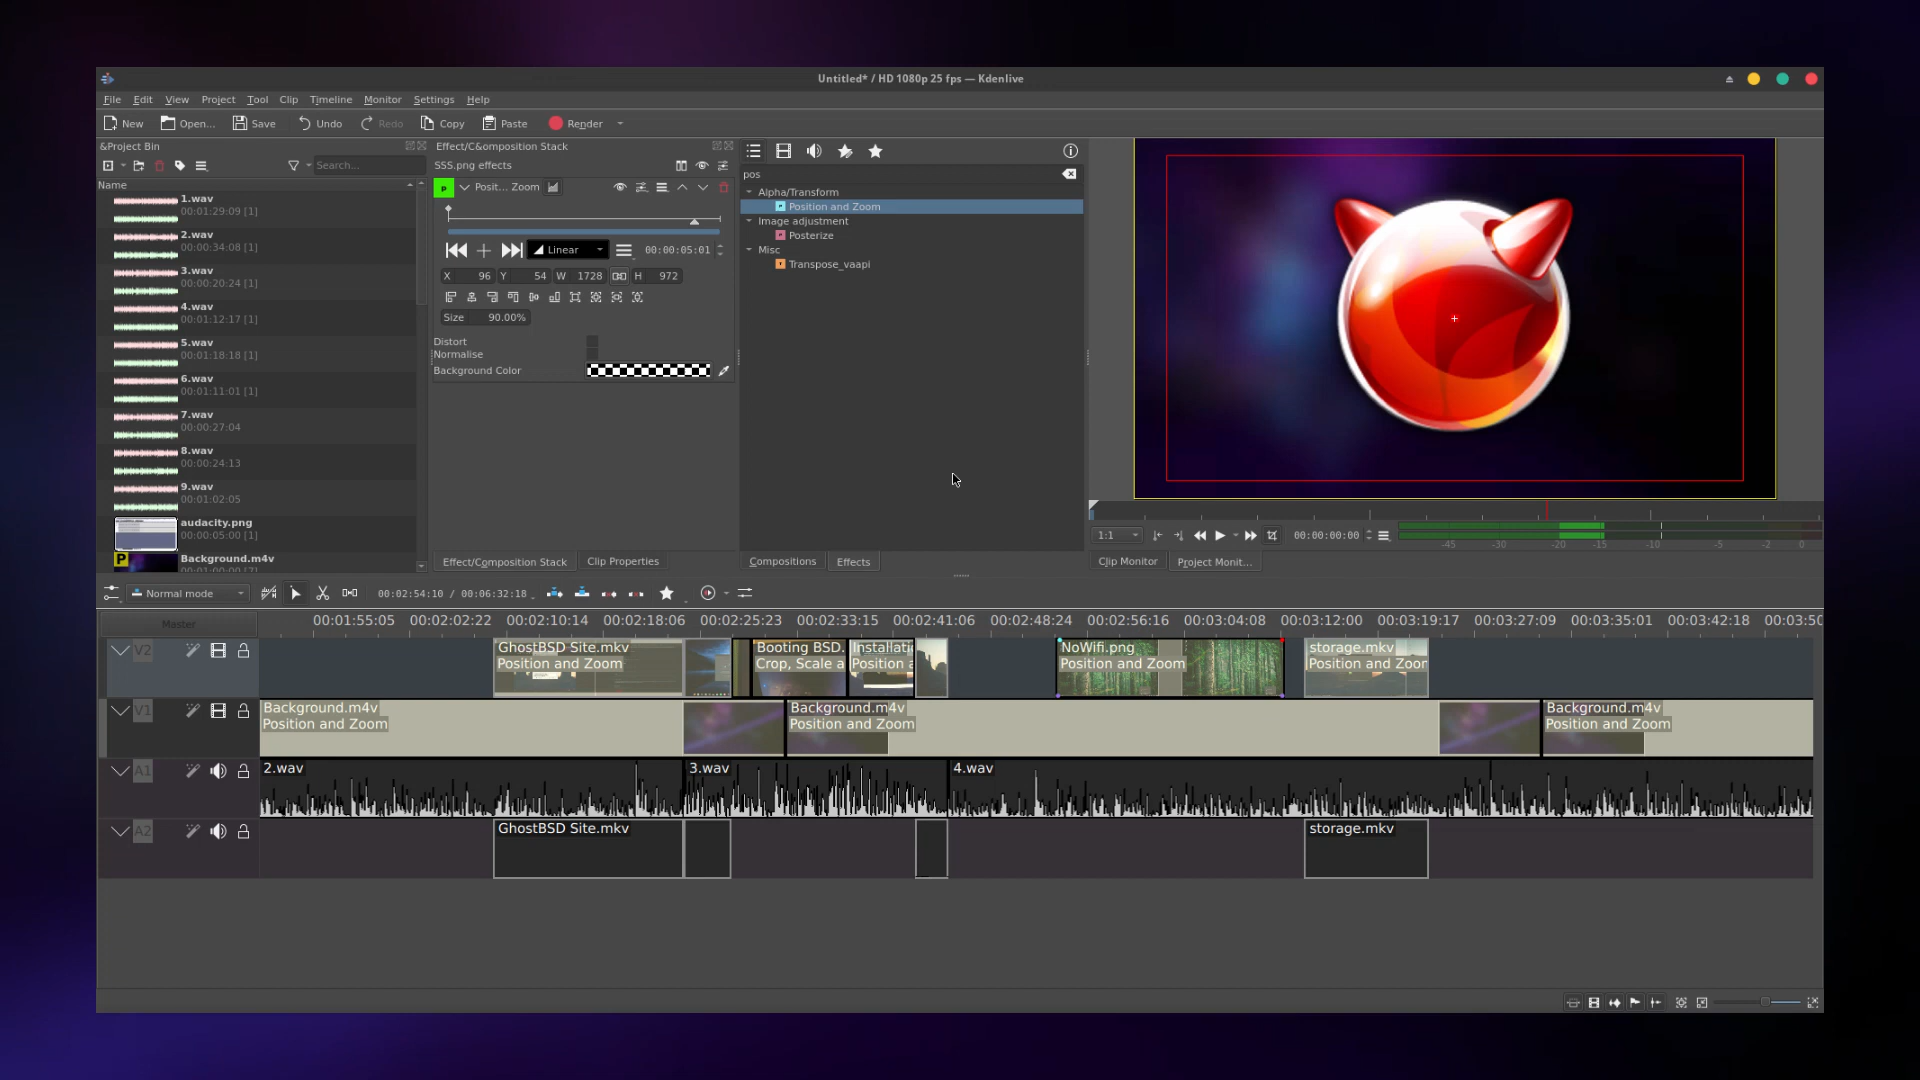 Untitled* / HD 1080p 25 fps — Kdenlive
File Edit View Project Tool Clip Timeline Monitor Settings Help
New Open... Save Undo Redo Copy Paste Render
&Project Bin
Search...
Name
1.wav
00:01:29:09 [1]
2.wav
00:00:34:08 [1]
3.wav
00:00:20:24 [1]
4.wav
00:01:12:17 [1]
5.wav
00:01:18:18 [1]
6.wav
00:01:11:01 [1]
7.wav
00:00:27:04
8.wav
00:00:24:13
9.wav
00:01:02:05
audacity.png
00:00:05:00 [1]
P
Background.m4v
Effect/C&omposition Stack
SSS.png effects
p Posit... Zoom
Linear 00:00:05:01
X 96 Y 54 W 1728 H 972
Size 90.00%
Distort
Normalise
Background Color
Effect/Composition Stack Clip Properties
pos
Alpha/Transform
Position and Zoom
Image adjustment
Posterize
Misc
Transpose_vaapi
Compositions Effects
1:1 00:00:00:00
-45 -30 -20 -15 -10 -5 -2 0
Clip Monitor Project Monit...
Normal mode 00:02:54:10 / 00:06:32:18
Master
00:01:55:05 00:02:02:22 00:02:10:14 00:02:18:06 00:02:25:23 00:02:33:15 00:02:41:06 00:02:48:24 00:02:56:16 00:03:04:08 00:03:12:00 00:03:19:17 00:03:27:09 00:03:35:01 00:03:42:18 00:03:50
V2
GhostBSD Site.mkv Booting BSD. Installati NoWifi.png storage.mkv
Position and Zoom Crop, Scale a Position a Position and Zoom Position and Zoor
V1
Background.m4v Background.m4v Background.m4v
Position and Zoom Position and Zoom Position and Zoom
A1
2.wav 3.wav 4.wav
A2
GhostBSD Site.mkv storage.mkv